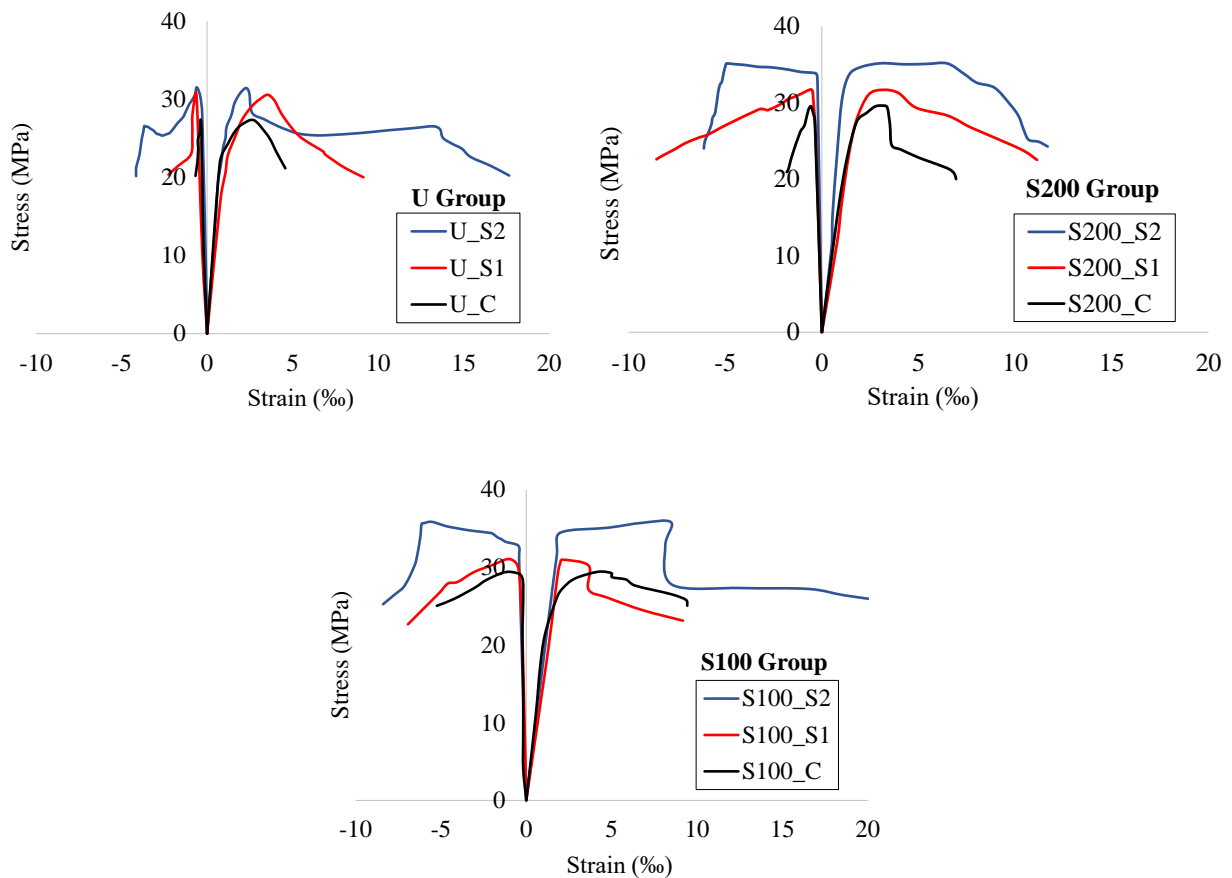 40
30
20
10
0
-10 -5 0 5 10 15 20
Stress (MPa)
Strain (‰)
U Group
U_S2
U_S1
U_C
40
30
20
10
0
-10 -5 0 5 10 15 20
Stress (MPa)
Strain (‰)
S200 Group
S200_S2
S200_S1
S200_C
40
30
20
10
0
-10 -5 0 5 10 15 20
Stress (MPa)
Strain (‰)
S100 Group
S100_S2
S100_S1
S100_C